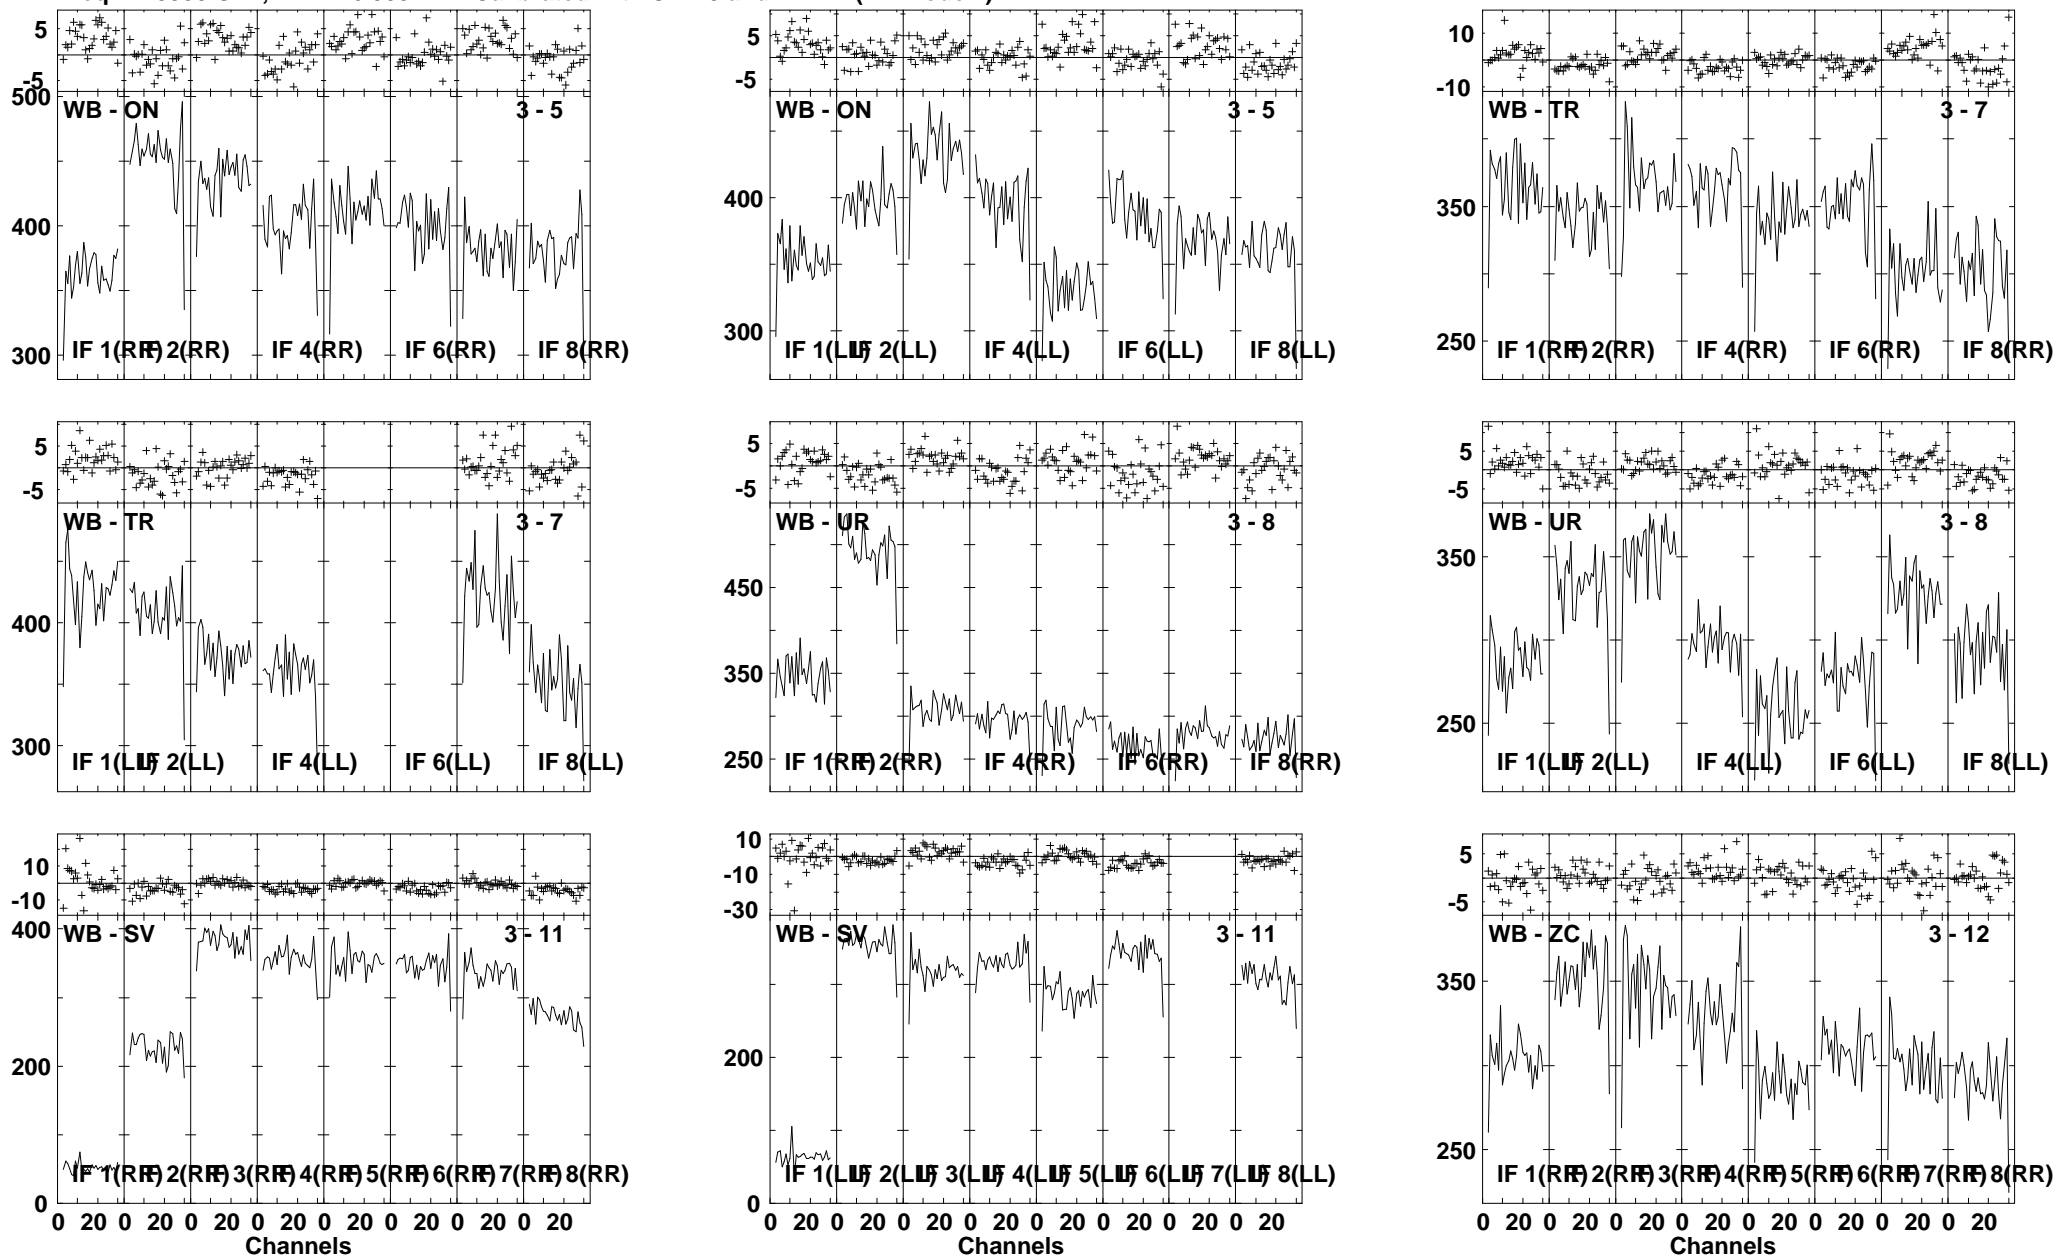 5 5 10
-5 -5 -10
500
WB - ON 3 - 5 WB - ON 3 - 5 WB - TR 3 - 7
400 400 350
300 300 250
IF 1(RR) IF 2(RR) IF 4(RR) IF 6(RR) IF 8(RR) IF 1(LL) IF 2(LL) IF 4(LL) IF 6(LL) IF 8(LL) IF 1(RR) IF 2(RR) IF 4(RR) IF 6(RR) IF 8(RR)
5 5 5
-5 -5 -5
WB - TR 3 - 7 WB - UR 3 - 8 WB - UR 3 - 8
400 450 350
350
300 250 250
IF 1(LL) IF 2(LL) IF 4(LL) IF 6(LL) IF 8(LL) IF 1(RR) IF 2(RR) IF 4(RR) IF 6(RR) IF 8(RR) IF 1(LL) IF 2(LL) IF 4(LL) IF 6(LL) IF 8(LL)
10 10 5
-10 -10 -5
-30
400
WB - SV 3 - 11 WB - SV 3 - 11 WB - ZC 3 - 12
200 200 350
250
IF 1(RR) IF 2(RR) IF 3(RR) IF 4(RR) IF 5(RR) IF 6(RR) IF 7(RR) IF 8(RR) IF 1(LL) IF 2(LL) IF 3(LL) IF 4(LL) IF 5(LL) IF 6(LL) IF 7(LL) IF 8(LL) IF 1(RR) IF 2(RR) IF 3(RR) IF 4(RR) IF 5(RR) IF 6(RR) IF 7(RR) IF 8(RR)
0 0
0 20 0 20 0 20 0 20 0 20 0 20 0 20 0 20 0 20 0 20 0 20 0 20 0 20 0 20 0 20 0 20 0 20 0 20 0 20 0 20 0 20 0 20 0 20 0 20
Channels Channels Channels